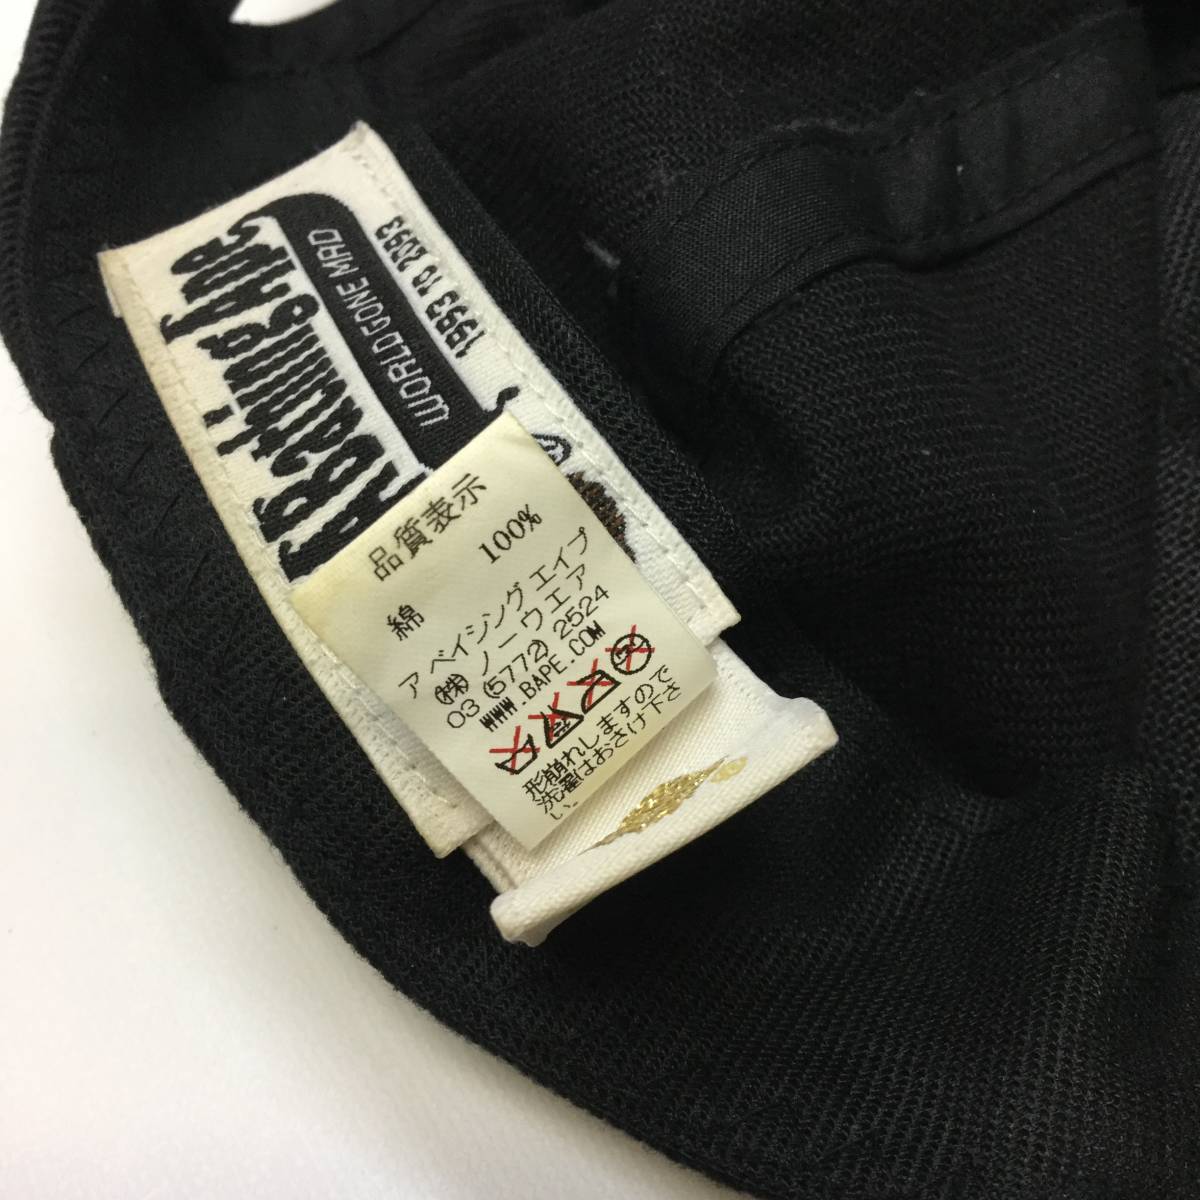 A Bathing Ape
WORLD GONE MAD
1993 TO 2093
品質表示
綿 100%
ア ベイシング エイプ
㈱ ノーウエア
03 (5772) 2524
WWW.BAPE.COM
形崩れしますので
洗濯はおさけ下さ
い。